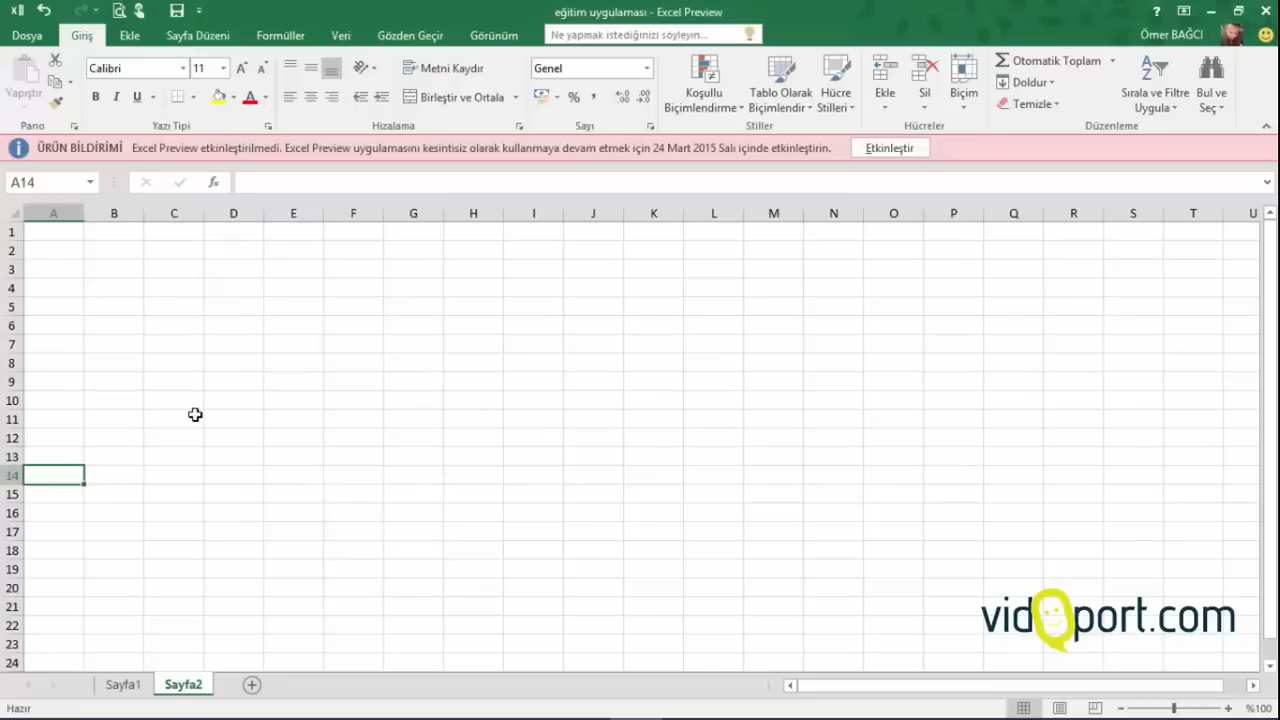 eğitim uygulaması - Excel Preview
Dosya Giriş Ekle Sayfa Düzeni Formüller Veri Gözden Geçir Görünüm Ne yapmak istediğinizi söyleyin... Ömer BAĞCI
Yapıştır
Pano
Calibri 11
B I U A
Yazı Tipi
Metni Kaydır
Birleştir ve Ortala
Hizalama
Genel
%
Sayı
Koşullu Biçimlendirme
Tablo Olarak Biçimlendir
Hücre Stilleri
Stiller
Ekle
Sil
Biçim
Hücreler
Otomatik Toplam
Doldur
Temizle
Sırala ve Filtre Uygula
Bul ve Seç
Düzenleme
ÜRÜN BİLDİRİMİ Excel Preview etkinleştirilmedi. Excel Preview uygulamasını kesintisiz olarak kullanmaya devam etmek için 24 Mart 2015 Salı içinde etkinleştirin. Etkinleştir
A14 fx
A B C D E F G H I J K L M N O P Q R S T U
1
2
3
4
5
6
7
8
9
10
11
12
13
14
15
16
17
18
19
20
21
22
23
24
vidoport.com
Sayfa1 Sayfa2
Hazır %100